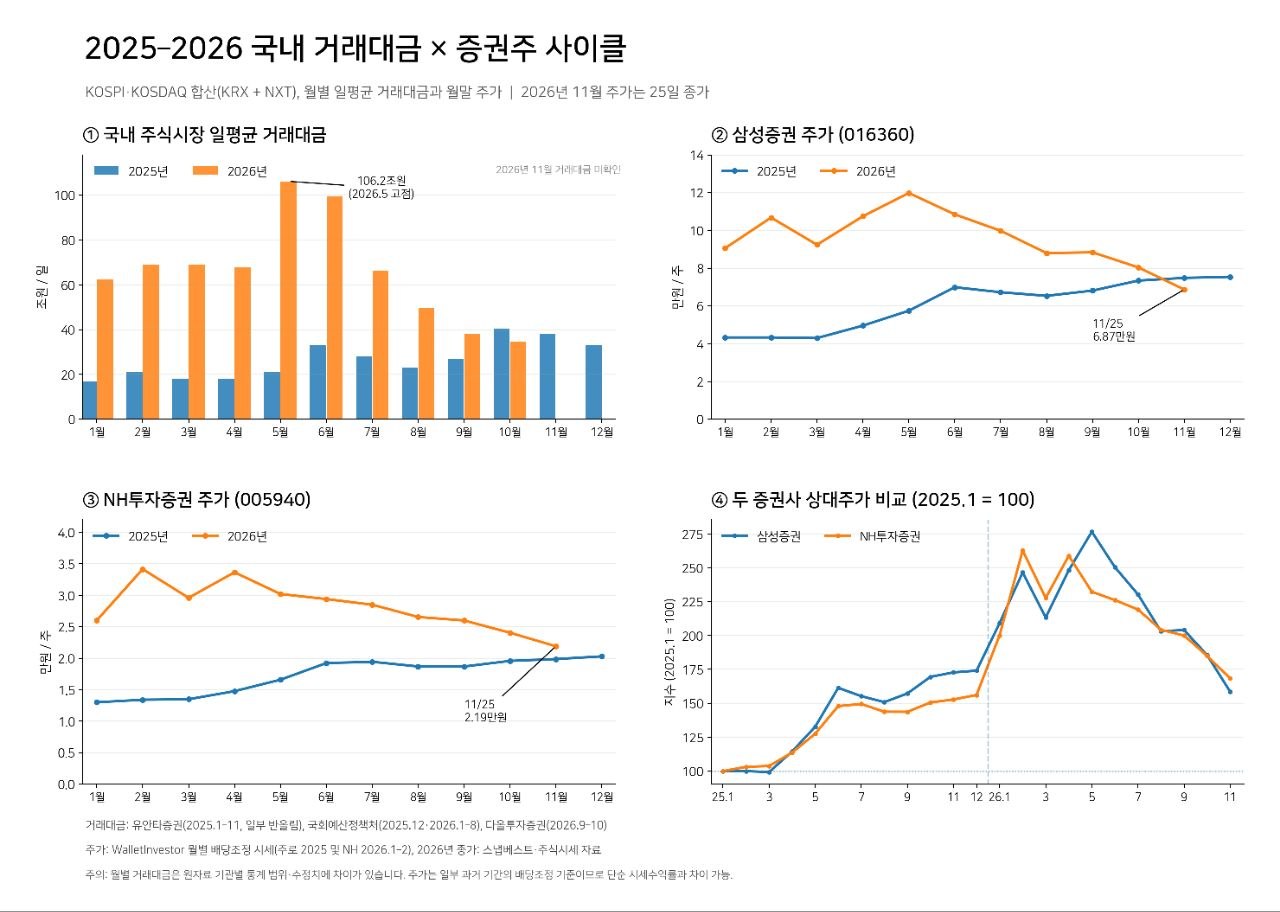 2025–2026 국내 거래대금 × 증권주 사이클
KOSPI·KOSDAQ 합산(KRX + NXT), 월별 일평균 거래대금과 월말 주가 | 2026년 11월 주가는 25일 종가
① 국내 주식시장 일평균 거래대금
2025년 2026년
2026년 11월 거래대금 미확인
106.2조원
(2026.5 고점)
조원 / 일
100
80
60
40
20
0
1월 2월 3월 4월 5월 6월 7월 8월 9월 10월 11월 12월
② 삼성증권 주가 (016360)
2025년 2026년
만원 / 주
14
12
10
8
6
4
2
0
11/25
6.87만원
1월 2월 3월 4월 5월 6월 7월 8월 9월 10월 11월 12월
③ NH투자증권 주가 (005940)
2025년 2026년
만원 / 주
4.0
3.5
3.0
2.5
2.0
1.5
1.0
0.5
0.0
11/25
2.19만원
1월 2월 3월 4월 5월 6월 7월 8월 9월 10월 11월 12월
④ 두 증권사 상대주가 비교 (2025.1 = 100)
삼성증권 NH투자증권
지수 (2025.1 = 100)
275
250
225
200
175
150
125
100
25.1 3 5 7 9 11 12 26.1 3 5 7 9 11
거래대금: 유안타증권(2025.1–11, 일부 반올림), 국회예산정책처(2025.12·2026.1–8), 다올투자증권(2026.9–10)
주가: WalletInvestor 월별 배당조정 시세(주로 2025 및 NH 2026.1–2), 2026년 종가: 스냅베스트·주식시세 자료
주의: 월별 거래대금은 원자료 기관별 통계 범위·수정치에 차이가 있습니다. 주가는 일부 과거 기간의 배당조정 기준이므로 단순 시세수익률과 차이 가능.